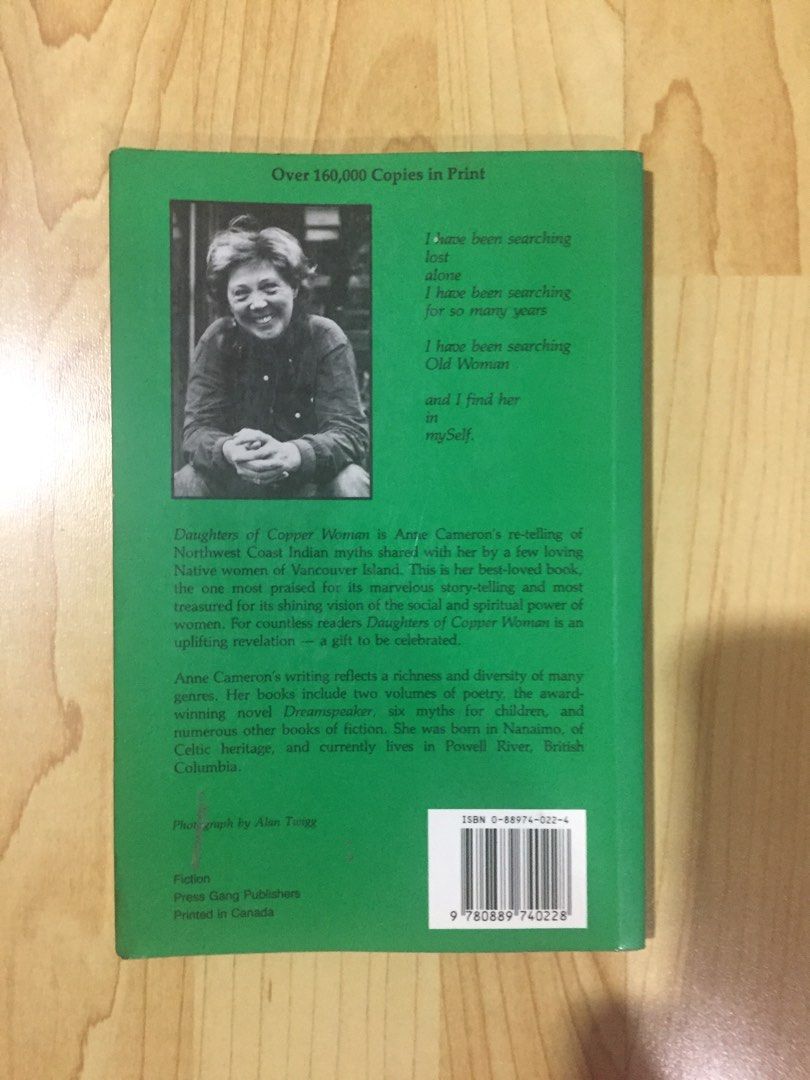 Over 160,000 Copies in Print
I have been searching
lost
alone
I have been searching
for so many years
I have been searching
Old Woman
and I find her
in
mySelf.
Daughters of Copper Woman is Anne Cameron's re-telling of
Northwest Coast Indian myths shared with her by a few loving
Native women of Vancouver Island. This is her best-loved book,
the one most praised for its marvelous story-telling and most
treasured for its shining vision of the social and spiritual power of
women. For countless readers Daughters of Copper Woman is an
uplifting revelation — a gift to be celebrated.
Anne Cameron's writing reflects a richness and diversity of many
genres. Her books include two volumes of poetry, the award-
winning novel Dreamspeaker, six myths for children, and
numerous other books of fiction. She was born in Nanaimo, of
Celtic heritage, and currently lives in Powell River, British
Columbia.
Photograph by Alan Twigg
Fiction
Press Gang Publishers
Printed in Canada
ISBN 0-88974-022-4
9 780889 740228